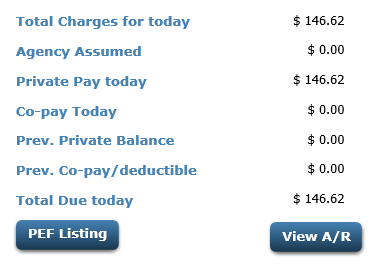 Total Charges for today $ 146.62
Agency Assumed $ 0.00
Private Pay today $ 146.62
Co-pay Today $ 0.00
Prev. Private Balance $ 0.00
Prev. Co-pay/deductible $ 0.00
Total Due today $ 146.62
PEF Listing View A/R